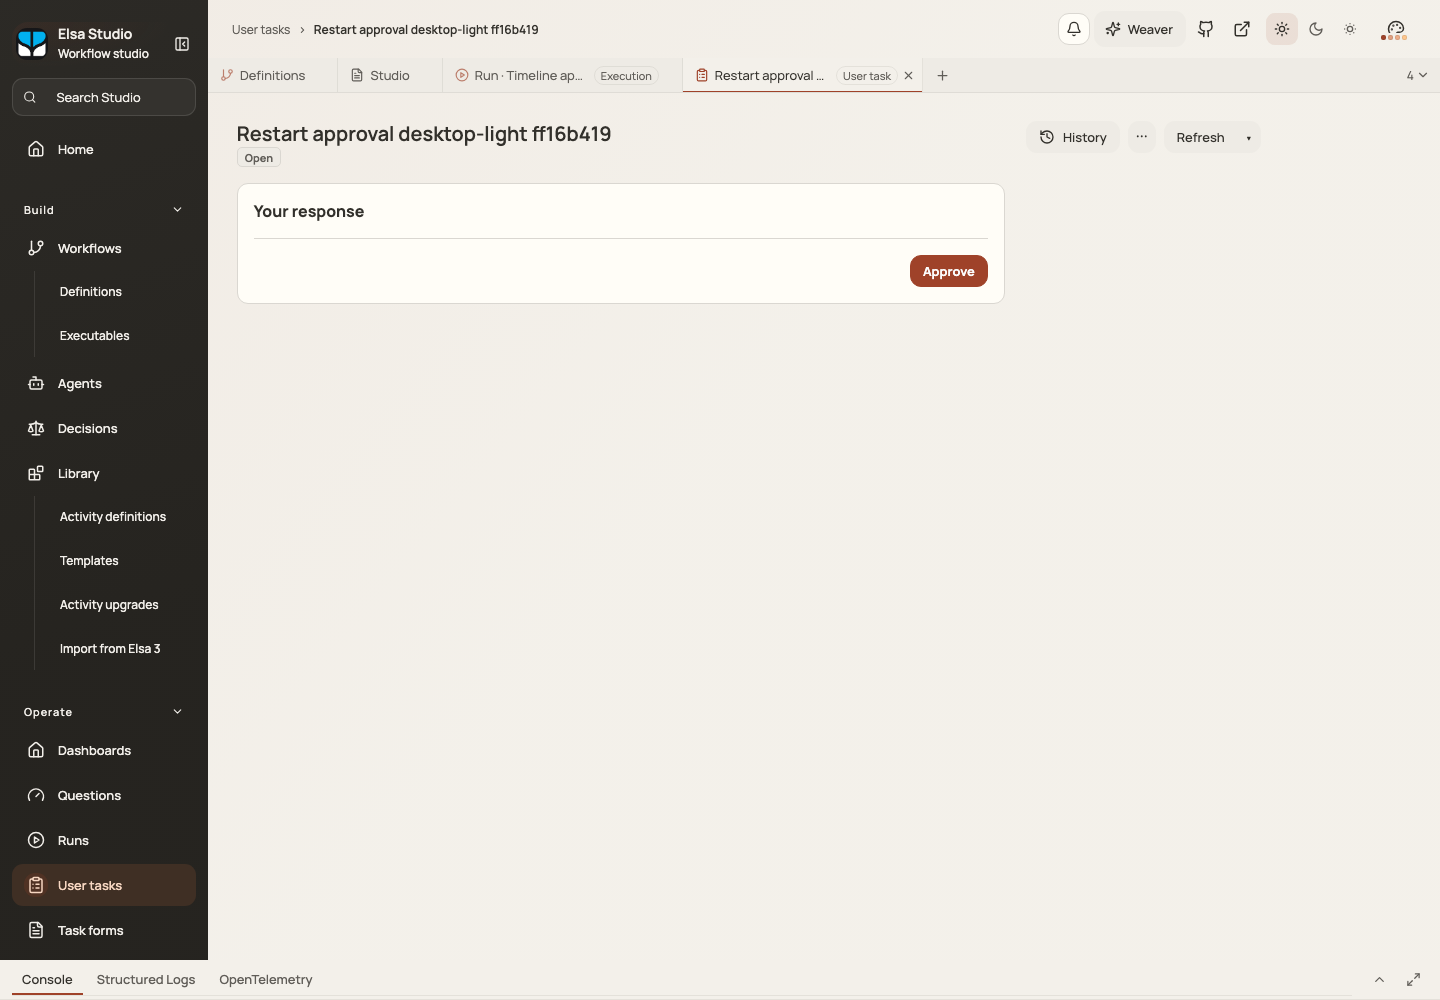 Elsa Studio
Workflow studio
Search Studio
Home
Build
Workflows
Definitions
Executables
Agents
Decisions
Library
Activity definitions
Templates
Activity upgrades
Import from Elsa 3
Operate
Dashboards
Questions
Runs
User tasks
Task forms
User tasks › Restart approval desktop-light ff16b419
Weaver
Definitions
Studio
Run · Timeline ap... Execution
Restart approval ... User task
4
Restart approval desktop-light ff16b419
Open
History
Refresh
Your response
Approve
Console
Structured Logs
OpenTelemetry